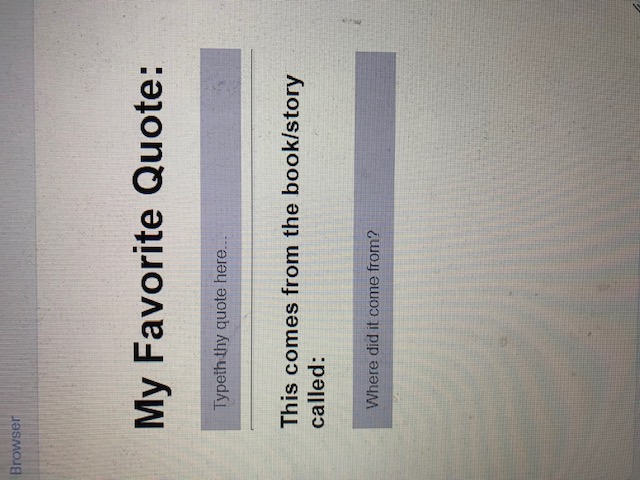 Browser
My Favorite Quote:
Typeth thy quote here...
This comes from the book/story
called:
Where did it come from?